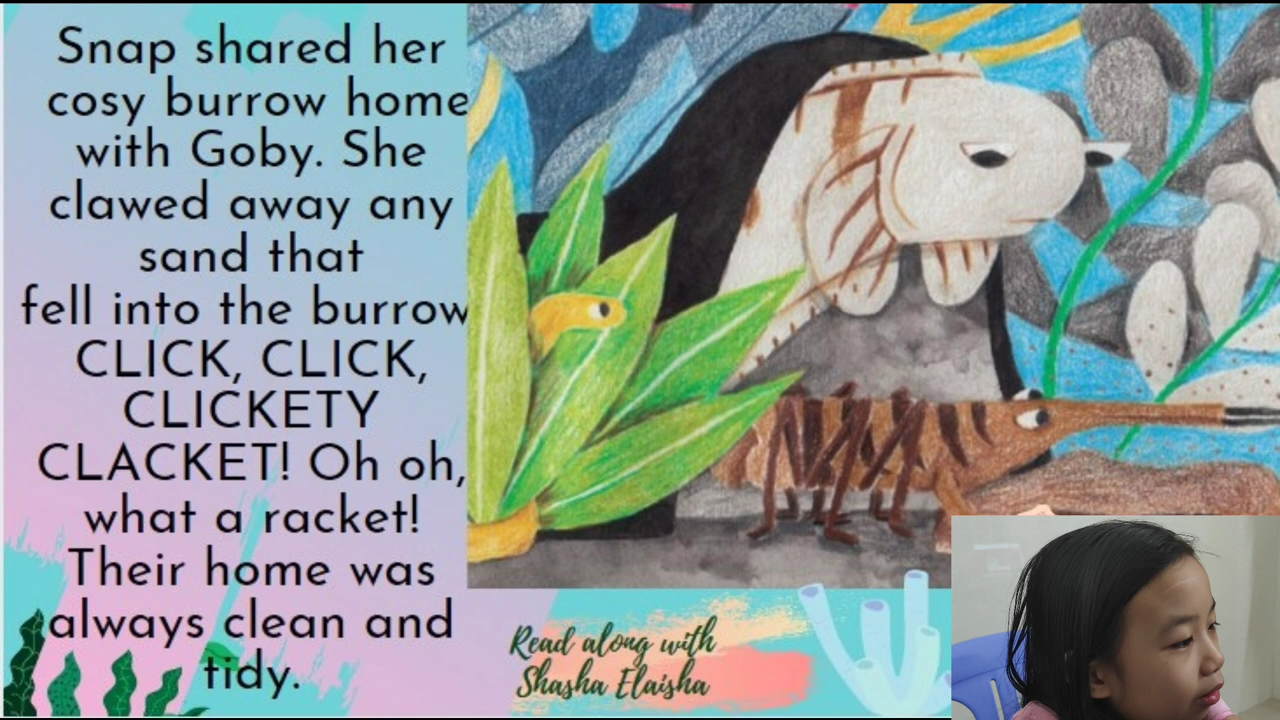 Snap shared her
cosy burrow home
with Goby. She
clawed away any
sand that
fell into the burrow
CLICK, CLICK,
CLICKETY
CLACKET! Oh oh,
what a racket!
Their home was
always clean and
tidy.
Read along with
Shasha Elaisha